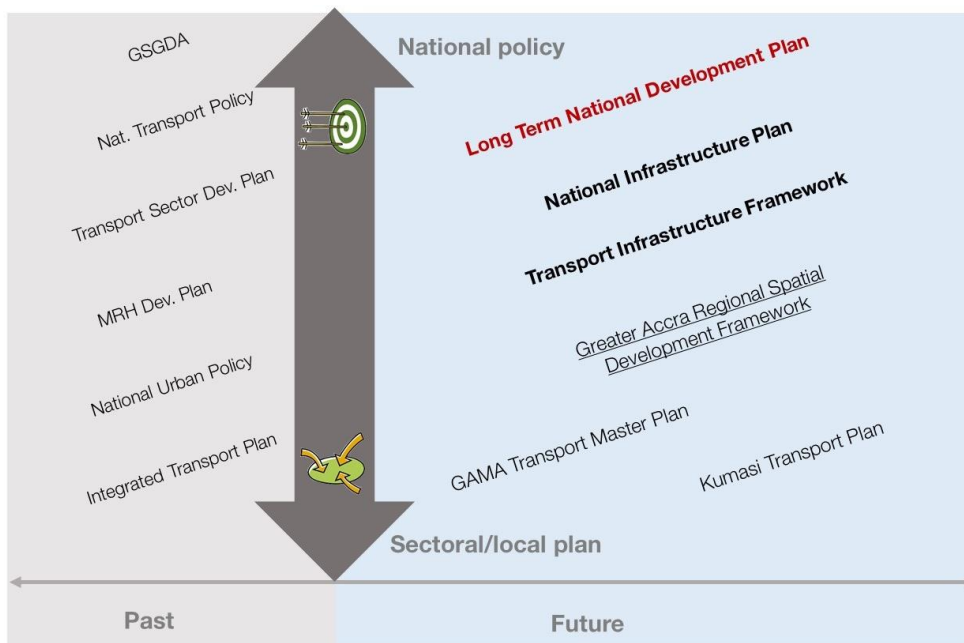 GSGDA
Nat. Transport Policy
Transport Sector Dev. Plan
MRH Dev. Plan
National Urban Policy
Integrated Transport Plan
National policy
Sectoral/local plan
Long Term National Development Plan
National Infrastructure Plan
Transport Infrastructure Framework
Greater Accra Regional Spatial
Development Framework
GAMA Transport Master Plan
Kumasi Transport Plan
Past
Future